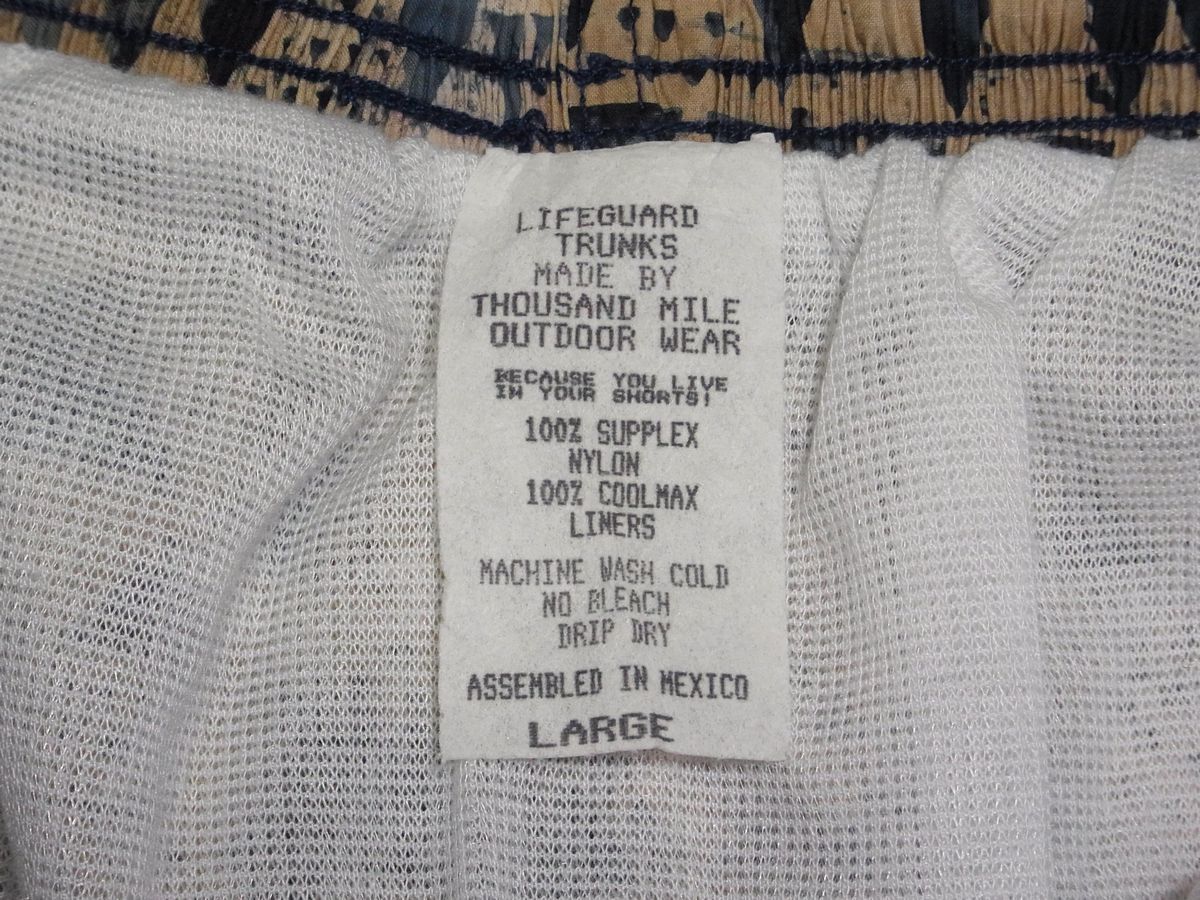 LIFEGUARD
TRUNKS
MADE BY
THOUSAND MILE
OUTDOOR WEAR
BECAUSE YOU LIVE
IN YOUR SHORTS!
100% SUPPLEX
NYLON
100% COOLMAX
LINERS
MACHINE WASH COLD
NO BLEACH
DRIP DRY
ASSEMBLED IN MEXICO
LARGE